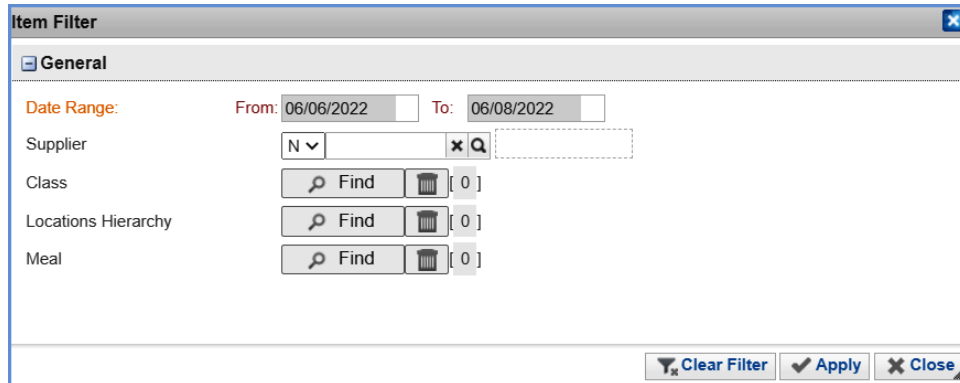 Item Filter
General
Date Range: From: 06/06/2022 To: 06/08/2022
Supplier N
Class Find [ 0 ]
Locations Hierarchy Find [ 0 ]
Meal Find [ 0 ]
Clear Filter Apply Close